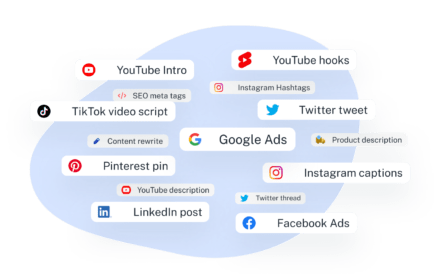 YouTube hooks
YouTube Intro
Instagram Hashtags
SEO meta tags
TikTok video script
Twitter tweet
Content rewrite
Google Ads
Product description
Pinterest pin
Instagram captions
YouTube description
Twitter thread
LinkedIn post
Facebook Ads